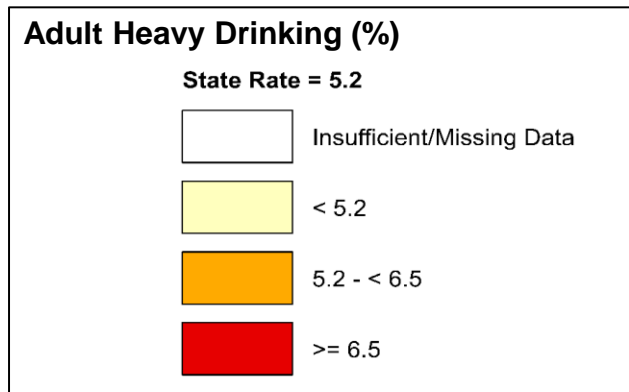 Adult Heavy Drinking (%)
State Rate = 5.2
Insufficient/Missing Data
< 5.2
5.2 - < 6.5
>= 6.5